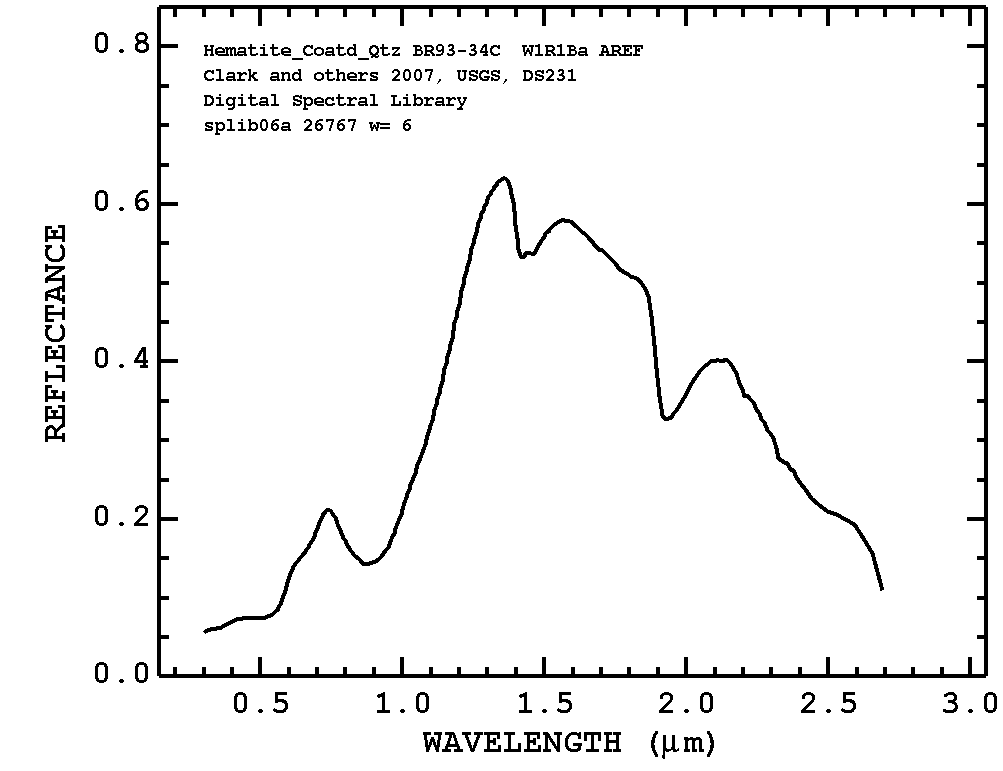 0.8
Hematite_Coatd_Qtz BR93-34C  W1R1Ba AREF
Clark and others 2007, USGS, DS231
Digital Spectral Library
splib06a 26767 w= 6
0.6
REFLECTANCE
0.4
0.2
0.0
0.5 1.0 1.5 2.0 2.5 3.0
WAVELENGTH (μm)